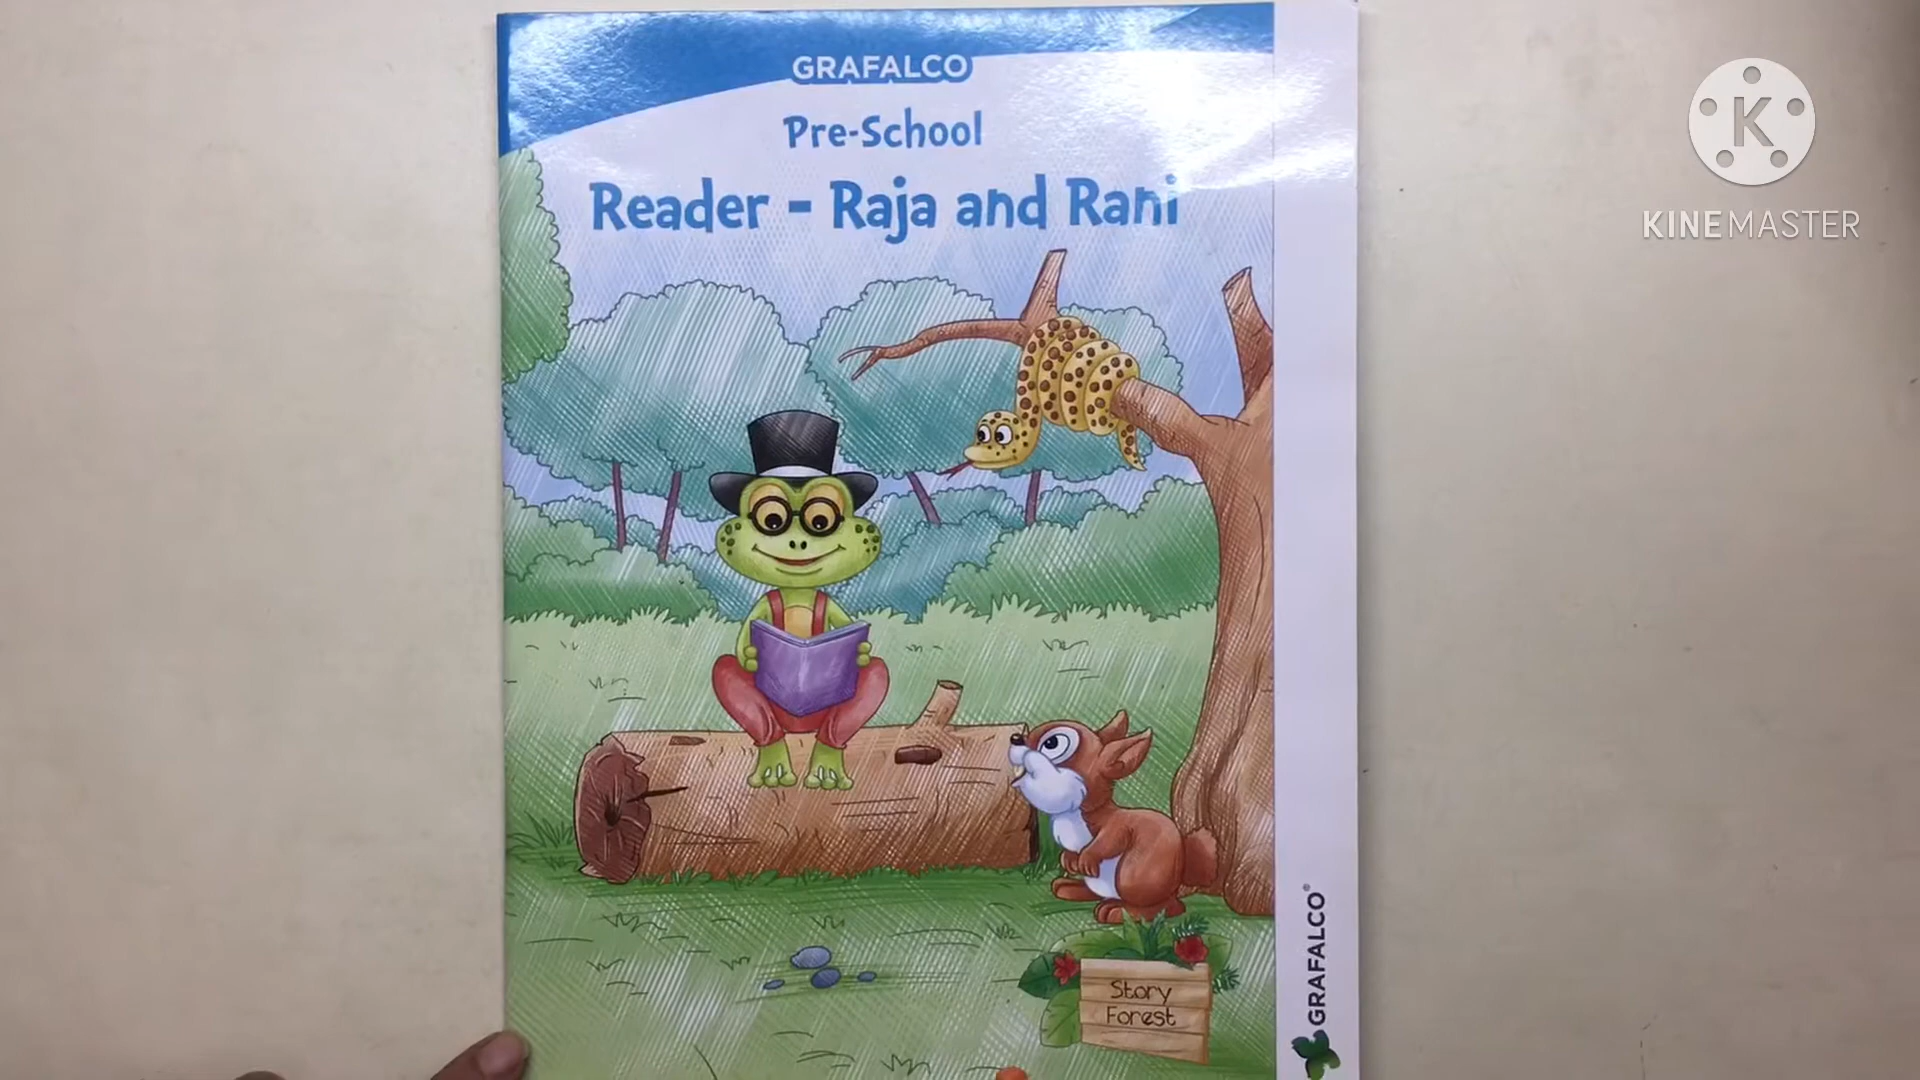 GRAFALCO
Pre-School
Reader - Raja and Rani
K
KINEMASTER
Story
Forest
GRAFALCO®